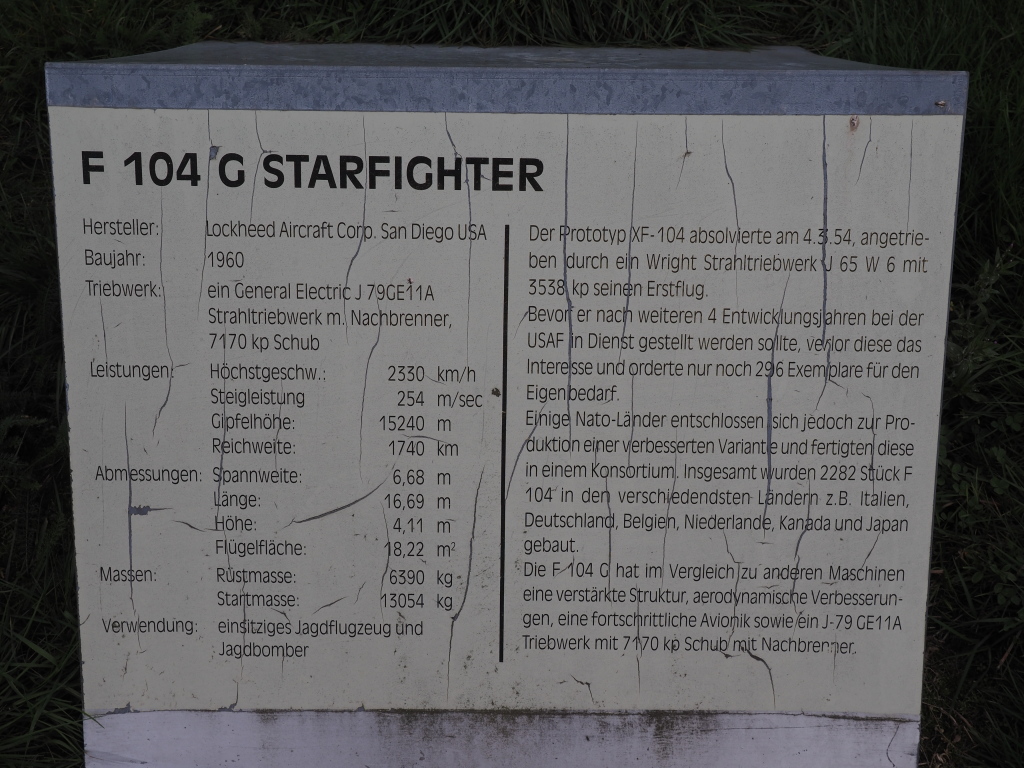 F 104 G STARFIGHTER
Hersteller: Lockheed Aircraft Corp. San Diego USA
Baujahr: 1960
Triebwerk: ein General Electric J 79GE11A
Strahltriebwerk m. Nachbrenner,
7170 kp Schub
Leistungen: Höchstgeschw.: 2330 km/h
Steigleistung 254 m/sec
Gipfelhöhe: 15240 m
Reichweite: 1740 km
Abmessungen: Spannweite: 6,68 m
Länge: 16,69 m
Höhe: 4,11 m
Flügelfläche: 18,22 m²
Massen: Rüstmasse: 6390 kg
Startmasse: 13054 kg
Verwendung: einsitziges Jagdflugzeug und
Jagdbomber
Der Prototyp XF-104 absolvierte am 4.3.54, angetrie-
ben durch ein Wright Strahltriebwerk J 65 W 6 mit
3538 kp seinen Erstflug.
Bevor er nach weiteren 4 Entwicklungsjahren bei der
USAF in Dienst gestellt werden sollte, verlor diese das
Interesse und orderte nur noch 296 Exemplare für den
Eigenbedarf.
Einige Nato-Länder entschlossen sich jedoch zur Pro-
duktion einer verbesserten Variante und fertigten diese
in einem Konsortium. Insgesamt wurden 2282 Stück F
104 in den verschiedendsten Ländern z.B. Italien,
Deutschland, Belgien, Niederlande, Kanada und Japan
gebaut.
Die F 104 G hat im Vergleich zu anderen Maschinen
eine verstärkte Struktur, aerodynamische Verbesserun-
gen, eine fortschrittliche Avionik sowie ein J-79 GE11A
Triebwerk mit 7170 kp Schub mit Nachbrenner.